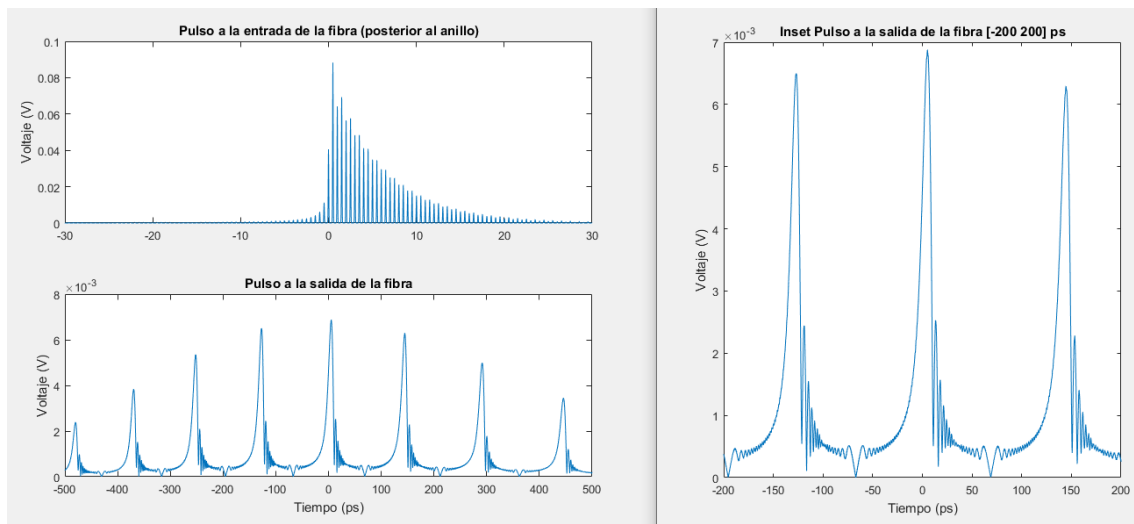 Pulso a la entrada de la fibra (posterior al anillo)
0.1
0.08
0.06
0.04
0.02
0
Voltaje (V)
-30 -20 -10 0 10 20 30
Pulso a la salida de la fibra
×10⁻³
8
6
4
2
0
Voltaje (V)
-500 -400 -300 -200 -100 0 100 200 300 400 500
Tiempo (ps)
Inset Pulso a la salida de la fibra [-200 200] ps
×10⁻³
7
6
5
4
3
2
1
0
Voltaje (V)
-200 -150 -100 -50 0 50 100 150 200
Tiempo (ps)